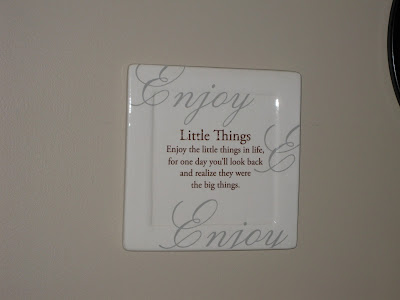 Enjoy
Little Things
E
Enjoy the little things in life,
for one day you'll look back
and realize they were
the big things.
Enjoy